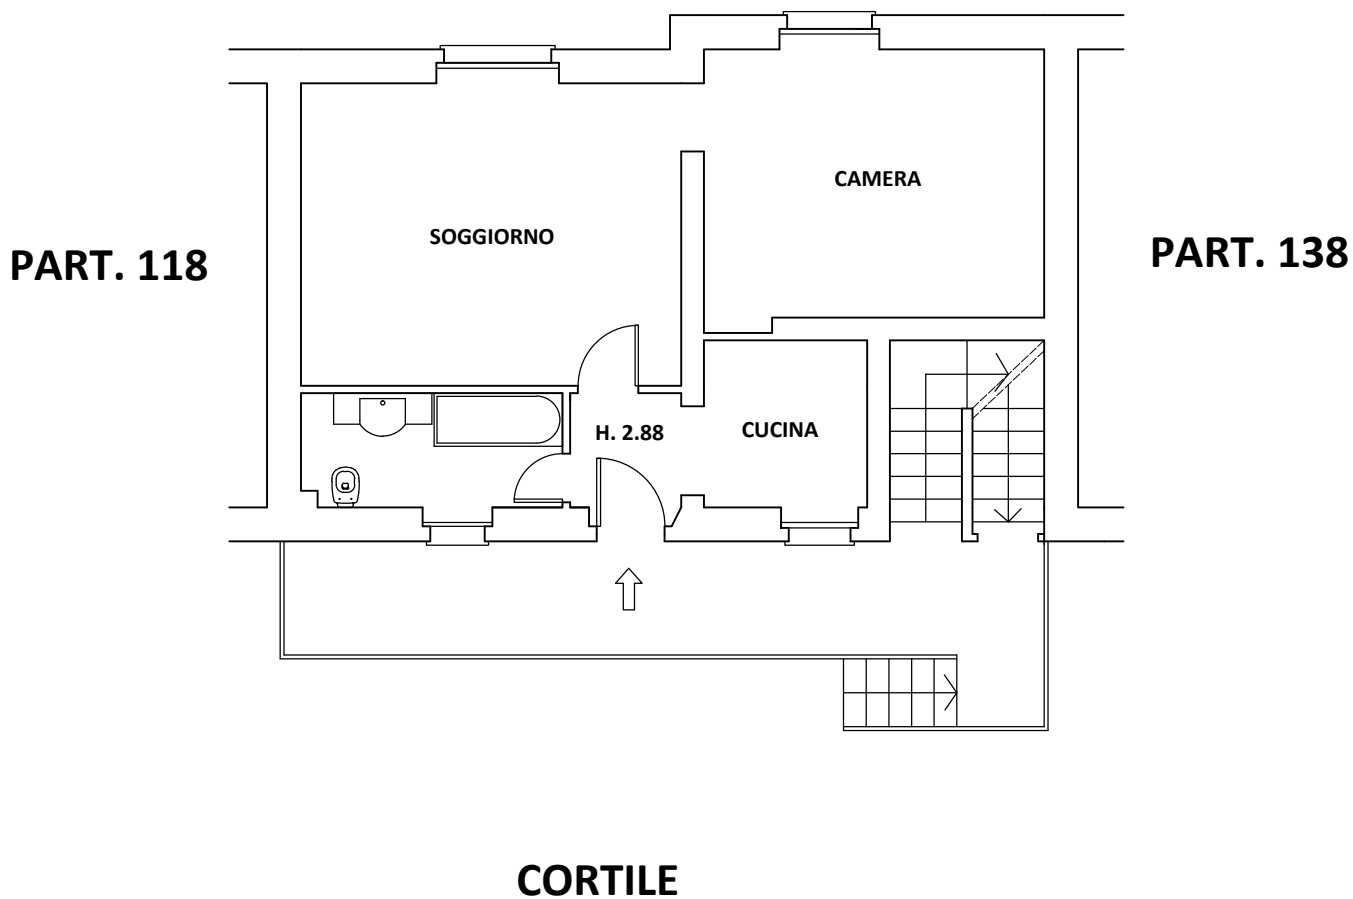 CAMERA
SOGGIORNO
PART. 118
PART. 138
H. 2.88
CUCINA
CORTILE